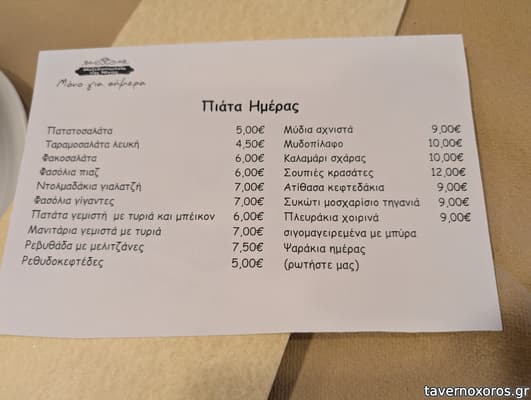 Μόνο για σήμερα
Πιάτα Ημέρας
Πατατοσαλάτα 5,00€
Ταραμοσαλάτα λευκή 4,50€
Φακοσαλάτα 6,00€
Φασόλια πιαζ 6,00€
Ντολμαδάκια γιαλατζή 7,00€
Φασόλια γίγαντες 7,00€
Πατάτα γεμιστή με τυριά και μπέικον 6,00€
Μανιτάρια γεμιστά με τυριά 7,00€
Ρεβυθάδα με μελιτζάνες 7,50€
Ρεθυδοκεφτέδες 5,00€
Μύδια αχνιστά 9,00€
Μυδοπίλαφο 10,00€
Καλαμάρι σχάρας 10,00€
Σουπιές κρασάτες 12,00€
Ατίθασα κεφτεδάκια 9,00€
Συκώτι μοσχαρίσιο τηγανιά 9,00€
Πλευράκια χοιρινά 9,00€
σιγομαγειρεμένα με μπύρα
Ψαράκια ημέρας
(ρωτήστε μας)
tavernoxoros.gr